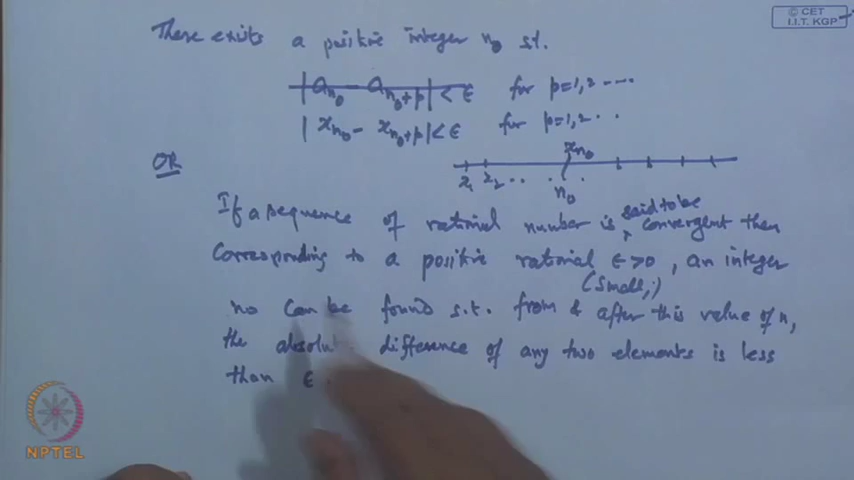 © CET
I.I.T. KGP
There exists a positive integer n₀ s.t.
|a_{n₀} - a_{n₀+p}| < ε for p=1,2 ----
|x_{n₀} - x_{n₀+p}| < ε for p=1,2 ..
OR
x_{n₀}
x₁ x₂ .. n₀
If a sequence of rational number is said to be convergent then
corresponding to a positive rational ε>0, an integer
(small,)
n₀ can be found s.t. from & after this value of n,
the absolute difference of any two elements is less
than ε.
NPTEL